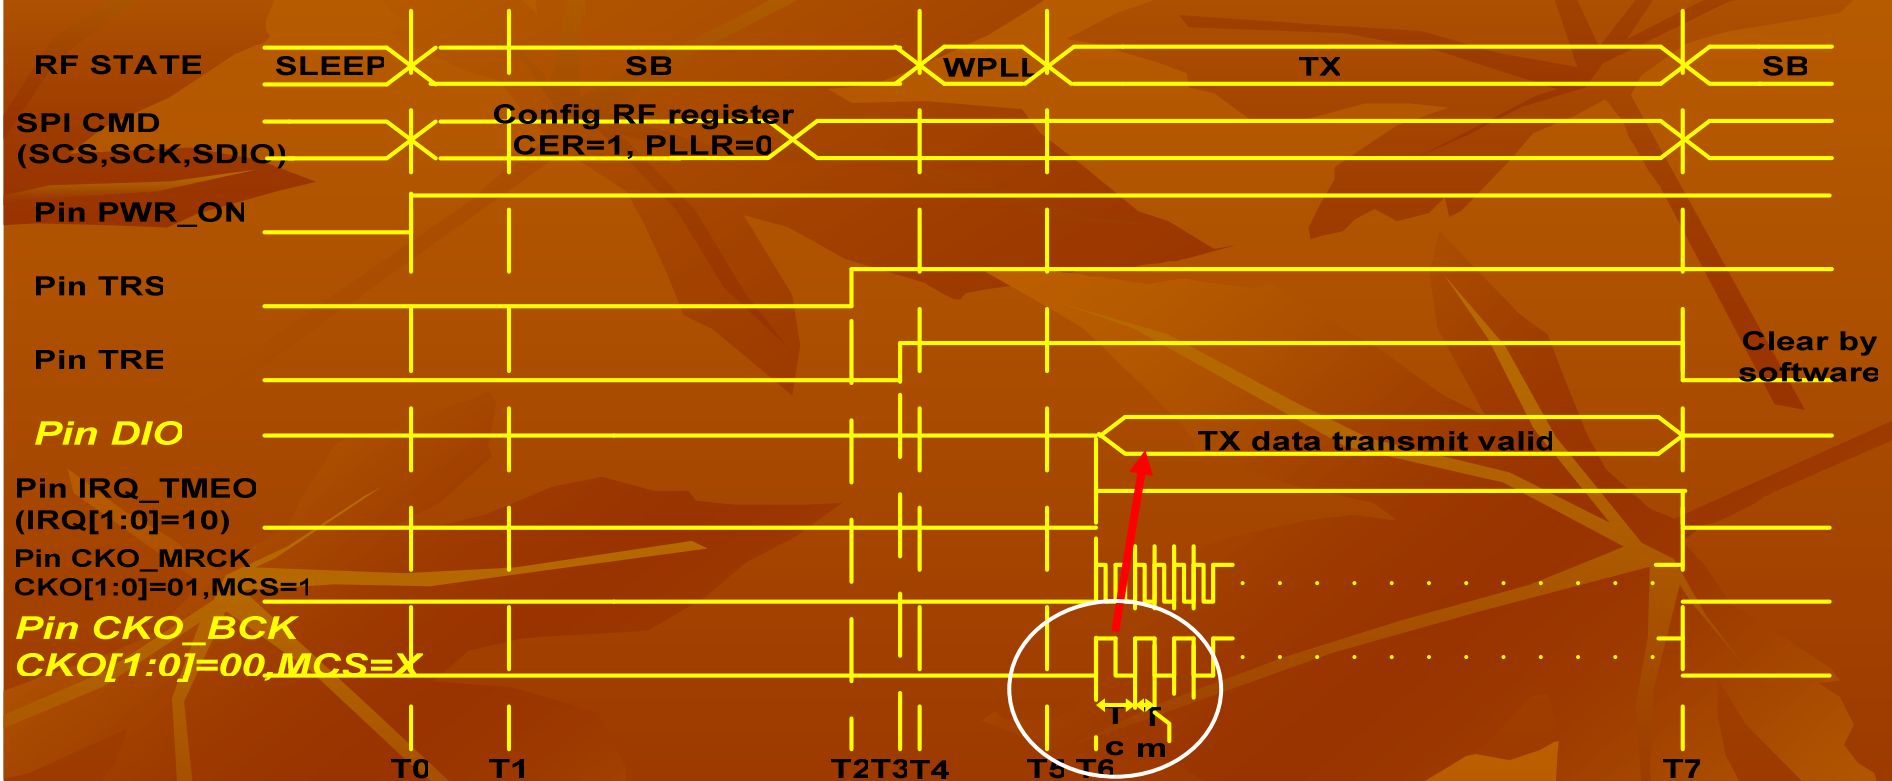 RF STATE SLEEP SB WPLL TX SB
SPI CMD
(SCS,SCK,SDIO)
Config RF register
CER=1, PLLR=0
Pin PWR_ON
Pin TRS
Pin TRE
Clear by
software
Pin DIO
TX data transmit valid
Pin IRQ_TMEO
(IRQ[1:0]=10)
Pin CKO_MRCK
CKO[1:0]=01,MCS=1
Pin CKO_BCK
CKO[1:0]=00,MCS=X
T T
c m
T0 T1 T2 T3 T4 T5 T6 T7